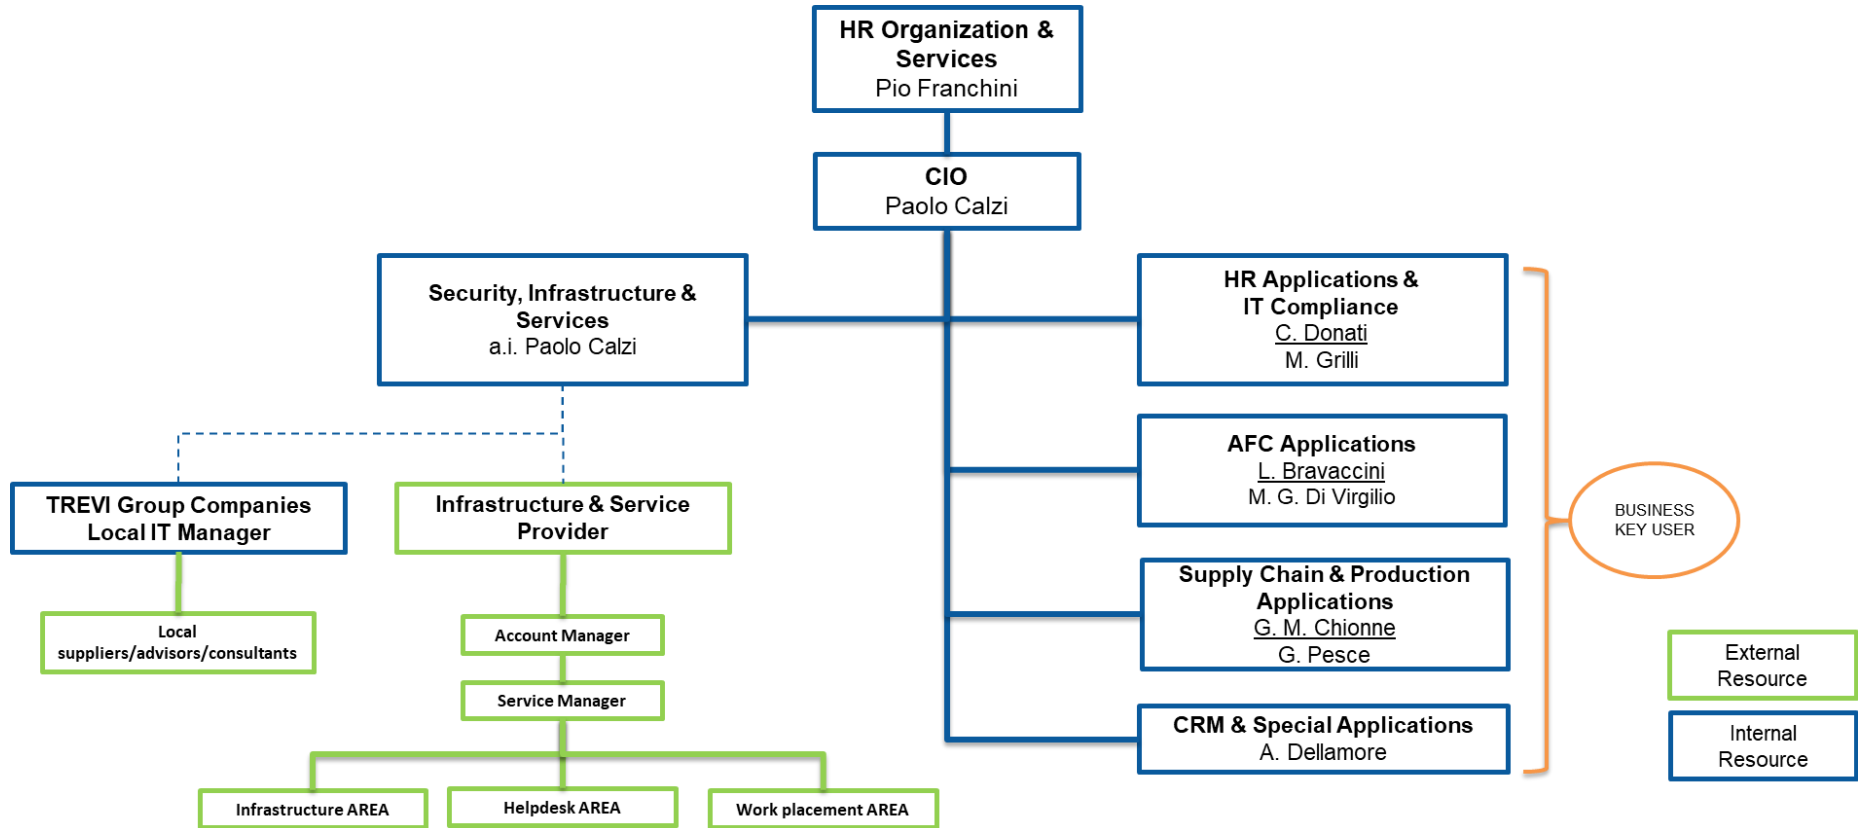 HR Organization &
Services
Pio Franchini
CIO
Paolo Calzi
Security, Infrastructure &
Services
a.i. Paolo Calzi
HR Applications &
IT Compliance
C. Donati
M. Grilli
AFC Applications
L. Bravaccini
M. G. Di Virgilio
BUSINESS
KEY USER
TREVI Group Companies
Local IT Manager
Infrastructure & Service
Provider
Supply Chain & Production
Applications
G. M. Chionne
G. Pesce
Local
suppliers/advisors/consultants
Account Manager
Service Manager
CRM & Special Applications
A. Dellamore
External
Resource
Internal
Resource
Infrastructure AREA
Helpdesk AREA
Work placement AREA